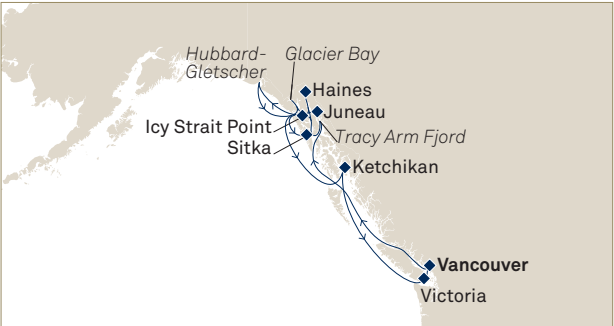 Hubbard-
Gletscher
Glacier Bay
Haines
Juneau
Icy Strait Point
Tracy Arm Fjord
Sitka
Ketchikan
Vancouver
Victoria